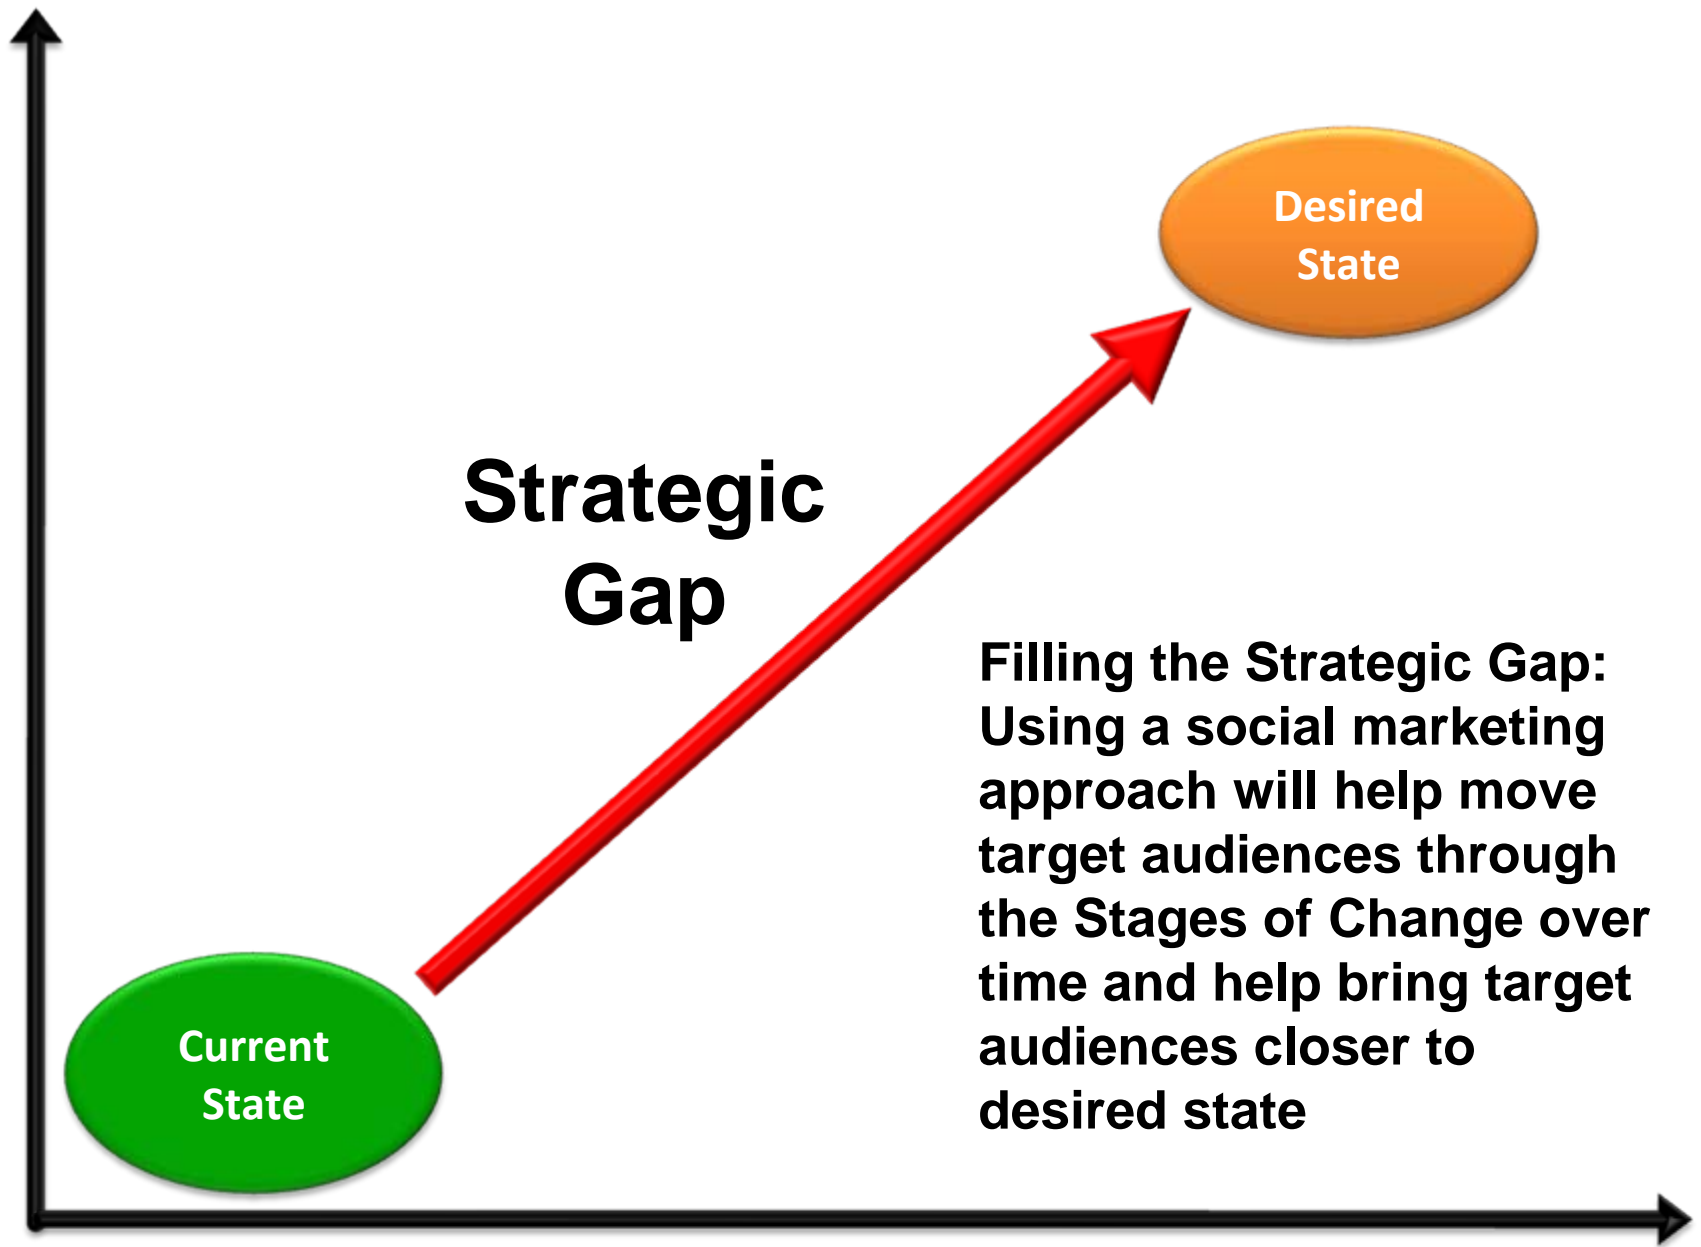 Desired
State
Strategic
Gap
Filling the Strategic Gap:
Using a social marketing
approach will help move
target audiences through
the Stages of Change over
time and help bring target
audiences closer to
desired state
Current
State